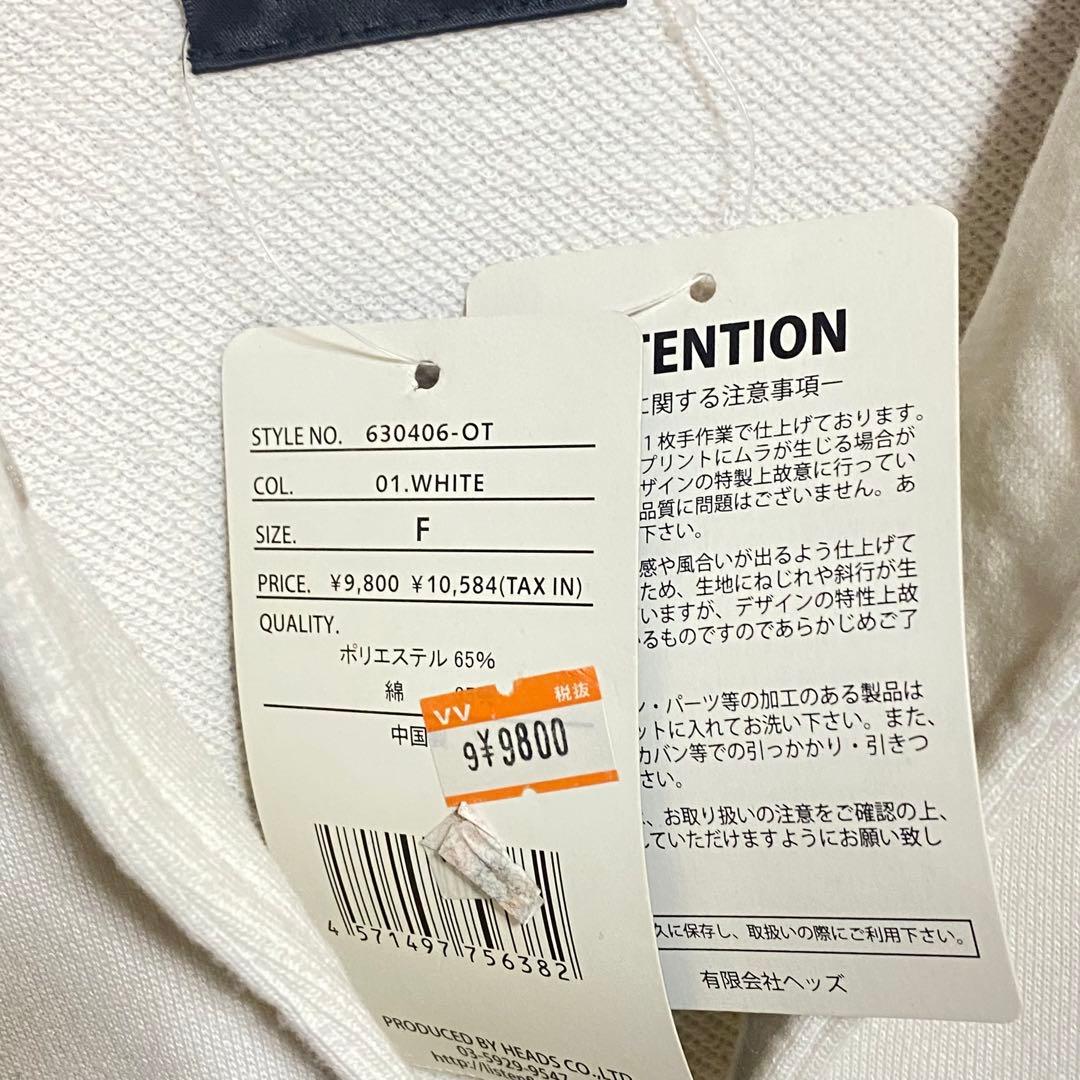 STYLE NO. 630406-OT
COL. 01.WHITE
SIZE. F
PRICE. ¥9,800 ¥10,584(TAX IN)
QUALITY.
ポリエステル 65%
綿
中国
VV 税抜
9¥9800
4 571497 756382
PRODUCED BY HEADS CO.,LTD
03-5929-9547
TENTION
関する注意事項ー
1枚手作業で仕上げております。
プリントにムラが生じる場合が
ザインの特製上故意に行ってい
品質に問題はございません。あ
下さい。
感や風合いが出るよう仕上げて
ため、生地にねじれや斜行が生
いますが、デザインの特性上故
るものですのであらかじめご了
ン・パーツ等の加工のある製品は
ットに入れてお洗い下さい。また、
カバン等での引っかかり・引きつ
さい。
、お取り扱いの注意をご確認の上、
していただけますようにお願い致し
久に保存し、取扱いの際にご利用下さい。
有限会社ヘッズ